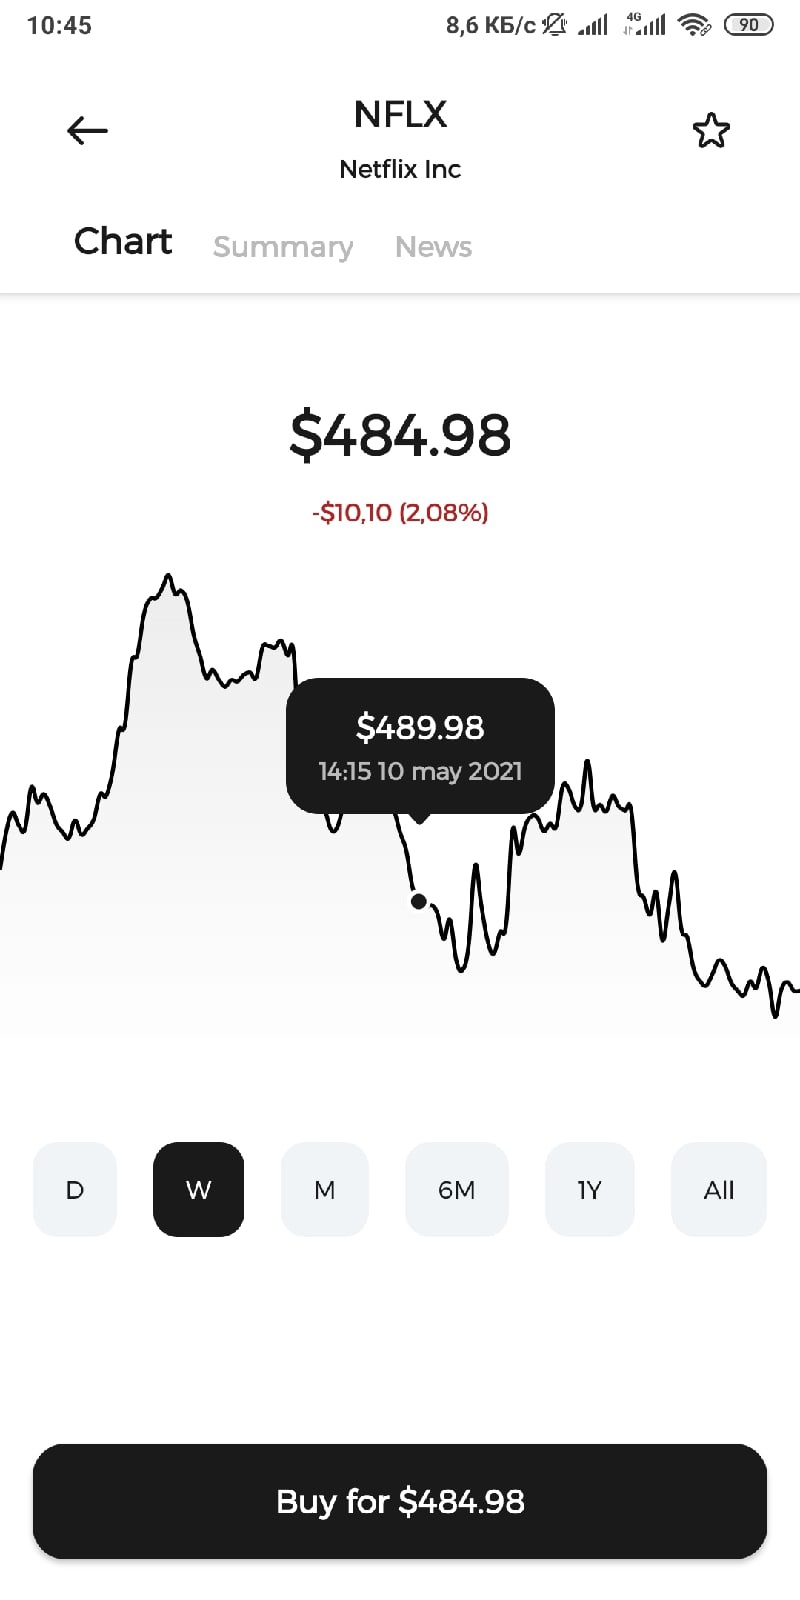 10:45 8,6 КБ/с 4G 90
NFLX
Netflix Inc
Chart Summary News
$484.98
-$10,10 (2,08%)
$489.98
14:15 10 may 2021
D W M 6M 1Y All
Buy for $484.98